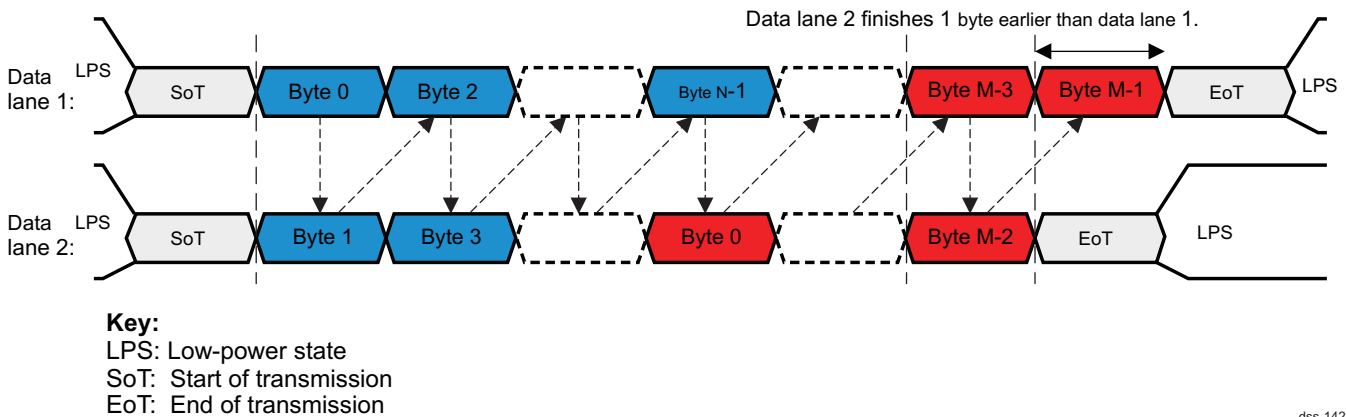 Data lane 2 finishes 1 byte earlier than data lane 1.
Data lane 1:
LPS
SoT
Byte 0
Byte 2
Byte N-1
Byte M-3
Byte M-1
EoT
LPS
Data lane 2:
LPS
SoT
Byte 1
Byte 3
Byte 0
Byte M-2
EoT
LPS
Key:
LPS: Low-power state
SoT: Start of transmission
EoT: End of transmission
dss-142